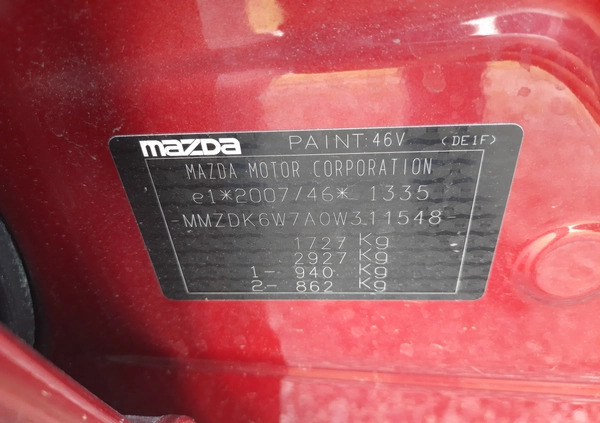 mazda PAINT:46V (DE1F)
MAZDA MOTOR CORPORATION
e1*2007/46* 1335
-MMZDK6W7A0W311548-
1727 Kg
2927 Kg
1- 940 Kg
2- 862 Kg